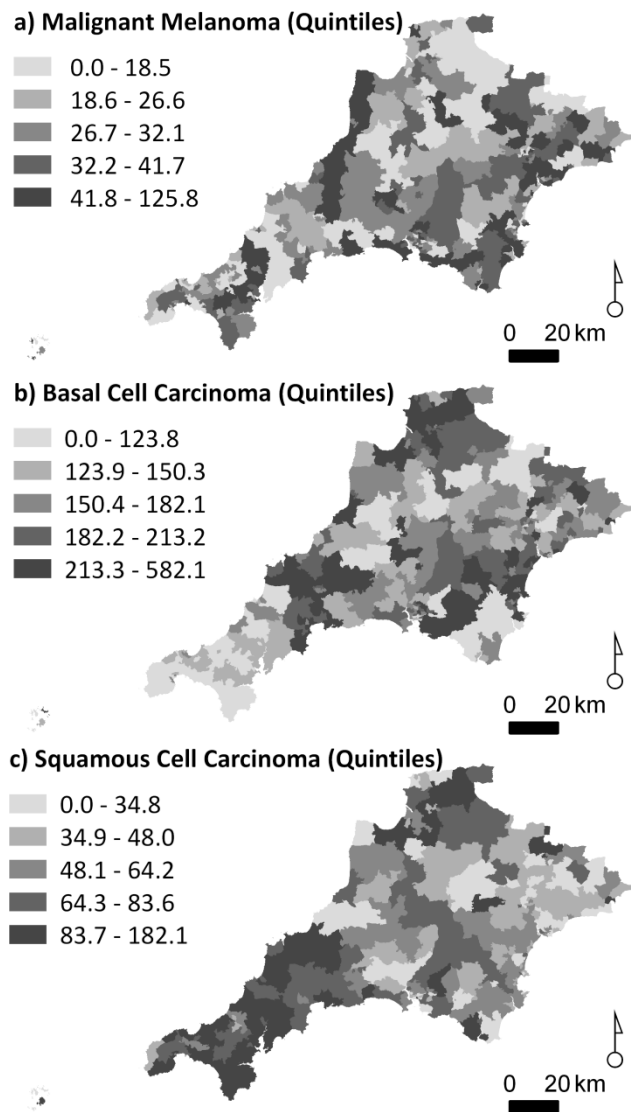 a) Malignant Melanoma (Quintiles)
0.0 - 18.5
18.6 - 26.6
26.7 - 32.1
32.2 - 41.7
41.8 - 125.8
0 20 km
b) Basal Cell Carcinoma (Quintiles)
0.0 - 123.8
123.9 - 150.3
150.4 - 182.1
182.2 - 213.2
213.3 - 582.1
0 20 km
c) Squamous Cell Carcinoma (Quintiles)
0.0 - 34.8
34.9 - 48.0
48.1 - 64.2
64.3 - 83.6
83.7 - 182.1
0 20 km